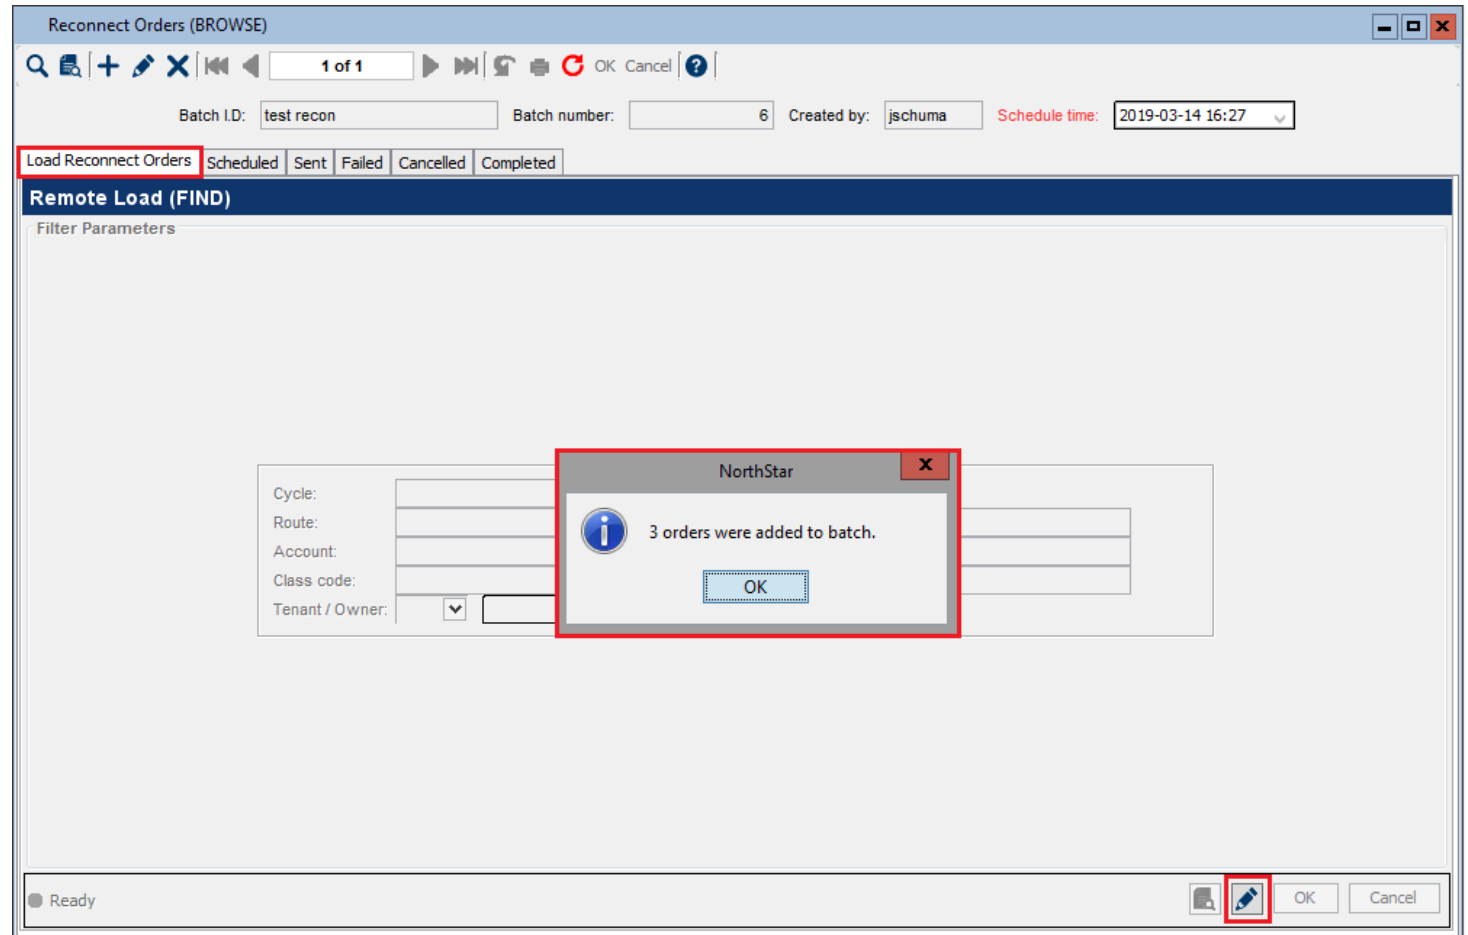 Reconnect Orders (BROWSE)
1 of 1 OK Cancel
Batch I.D: test recon Batch number: 6 Created by: jschuma Schedule time: 2019-03-14 16:27
Load Reconnect Orders Scheduled Sent Failed Cancelled Completed
Remote Load (FIND)
Filter Parameters
NorthStar
Cycle:
Route:
3 orders were added to batch.
Account:
Class code:
OK
Tenant / Owner:
Ready OK Cancel